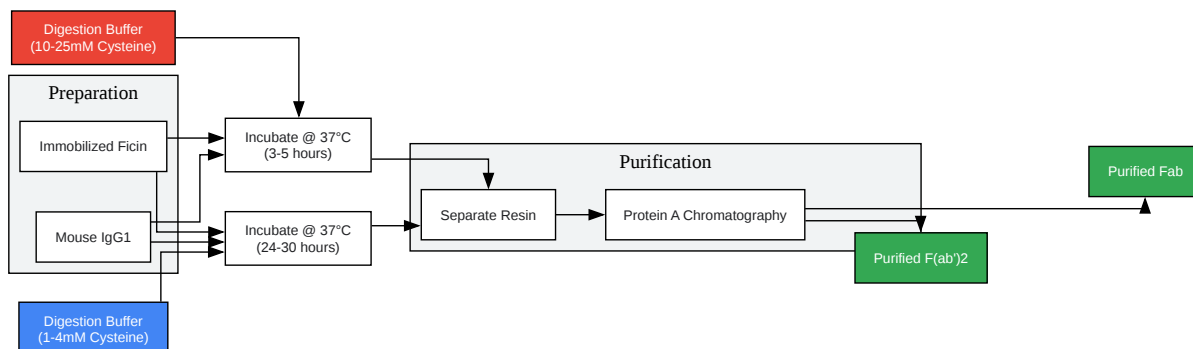 Digestion Buffer
(10-25mM Cysteine)
Preparation
Immobilized Ficin
Incubate @ 37°C
(3-5 hours)
Purification
Purified Fab
Separate Resin
Protein A Chromatography
Mouse IgG1
Incubate @ 37°C
(24-30 hours)
Purified F(ab')2
Digestion Buffer
(1-4mM Cysteine)